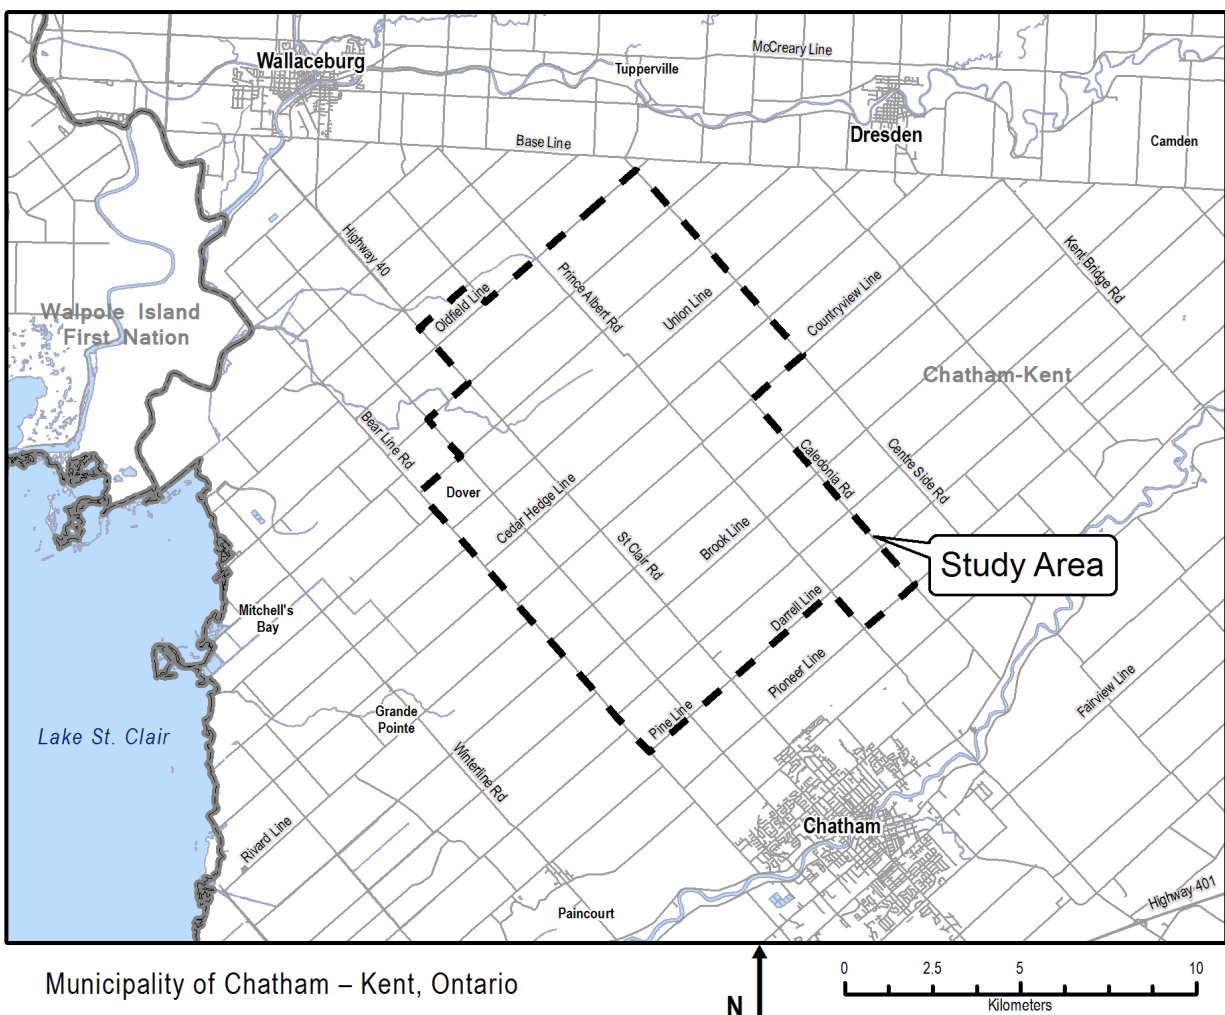 McCreary Line
Wallaceburg
Tupperville
Dresden
Base Line
Camden
Highway 40
Kent Bridge Rd
Oldfield Line
Prince Albert Rd
Union Line
Countryview Line
Walpole Island
First Nation
Chatham-Kent
Bear Line Rd
Dover
Cedar Hedge Line
Caledonia Rd
Centre Side Rd
St Clair Rd
Brook Line
Study Area
Mitchell's
Bay
Darrell Line
Pioneer Line
Fairview Line
Grande
Pointe
Pine Line
Lake St. Clair
Winterline Rd
Chatham
Rivard Line
Highway 401
Paincourt
Municipality of Chatham – Kent, Ontario
N
0 2.5 5 10
Kilometers